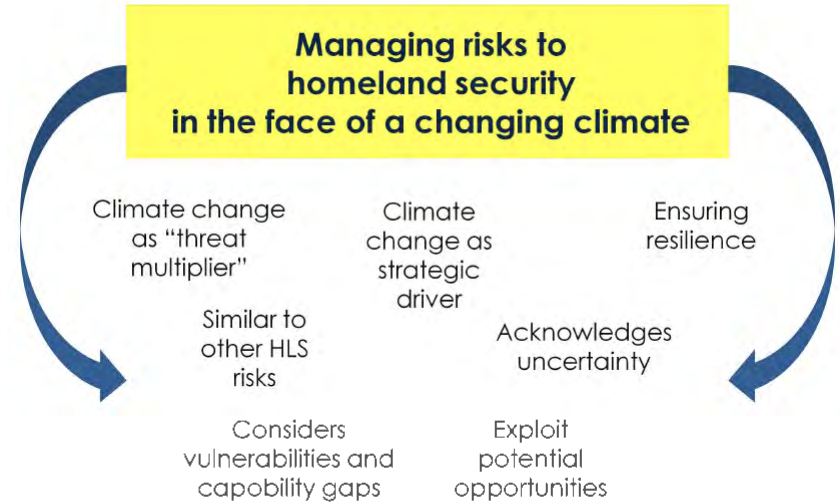 Managing risks to
homeland security
in the face of a changing climate
Climate change
as “threat
multiplier”
Climate
change as
strategic
driver
Ensuring
resilience
Similar to
other HLS
risks
Acknowledges
uncertainty
Considers
vulnerabilities and
capobility gaps
Exploit
potential
opportunities